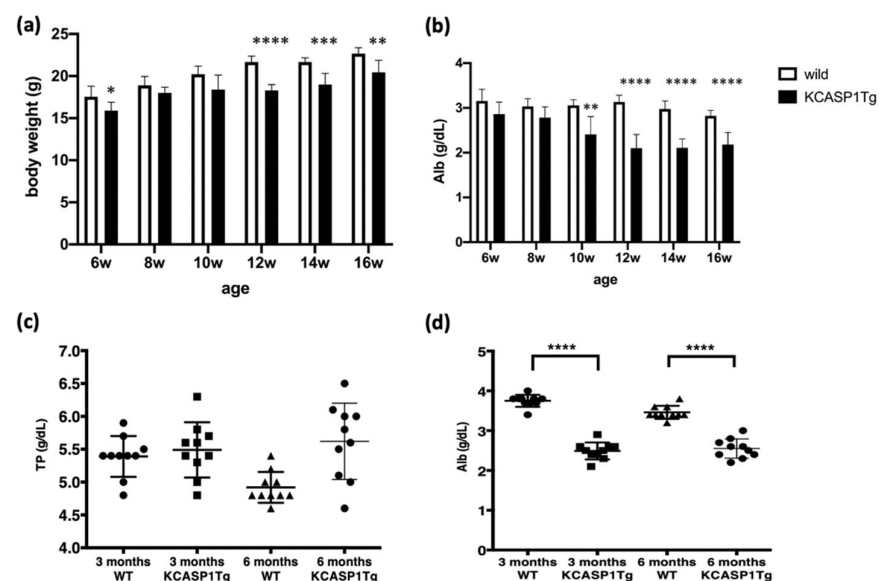 (a)
25
20
15
10
5
0
body weight (g)
*
****
***
**
6w 8w 10w 12w 14w 16w
age
(b)
4
3
2
1
0
Alb (g/dL)
**
****
****
****
6w 8w 10w 12w 14w 16w
age
wild
KCASP1Tg
(c)
7.0
6.5
6.0
5.5
5.0
4.5
4.0
TP (g/dL)
3 months 3 months 6 months 6 months
WT KCASP1Tg WT KCASP1Tg
(d)
5
4
3
2
1
0
Alb (g/dL)
**** ****
3 months 3 months 6 months 6 months
WT KCASP1Tg WT KCASP1Tg